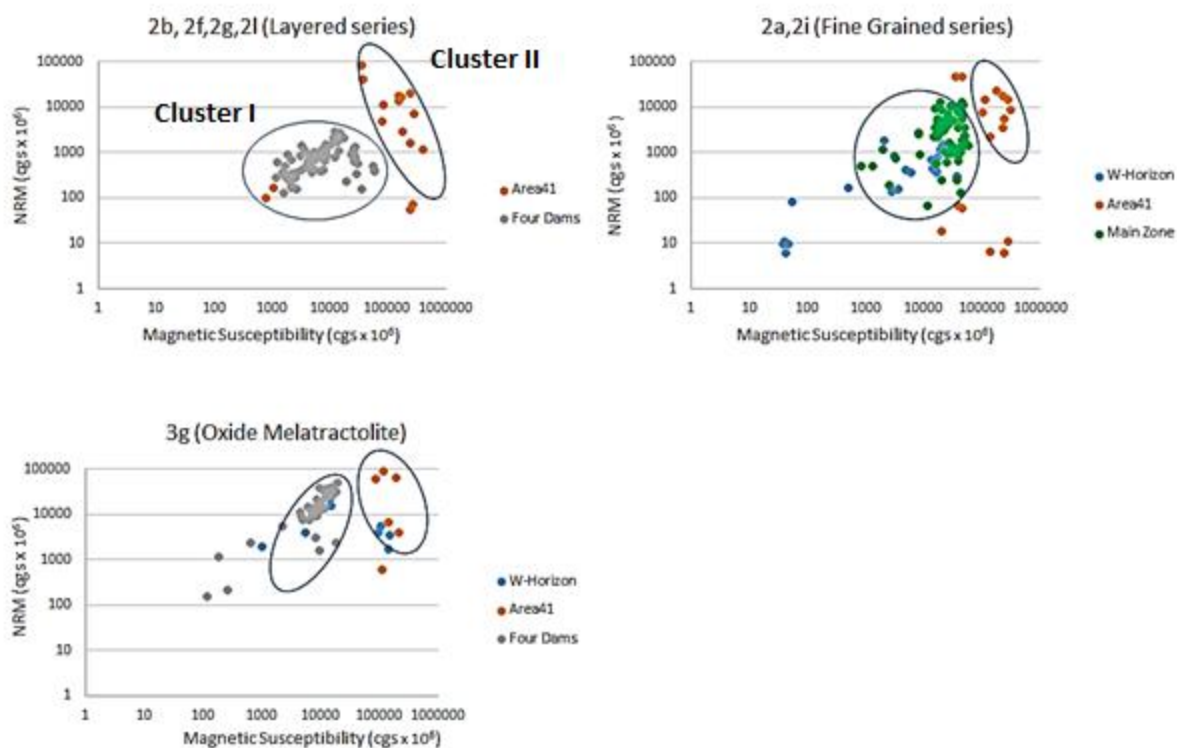 2b, 2f,2g,2l (Layered series)
Cluster II
Cluster I
100000
10000
1000
100
10
1
NRM (cgs x 10⁶)
1 10 100 1000 10000 100000 1000000
Magnetic Susceptibility (cgs x 10⁶)
Area41
Four Dams
2a,2i (Fine Grained series)
100000
10000
1000
100
10
1
NRM (cgs x 10⁶)
1 10 100 1000 10000 100000 1000000
Magnetic Susceptibility (cgs x 10⁶)
W-Horizon
Area41
Main Zone
3g (Oxide Melatractolite)
100000
10000
1000
100
10
1
NRM (cgs x 10⁶)
1 10 100 1000 10000 100000 1000000
Magnetic Susceptibility (cgs x 10⁶)
W-Horizon
Area41
Four Dams